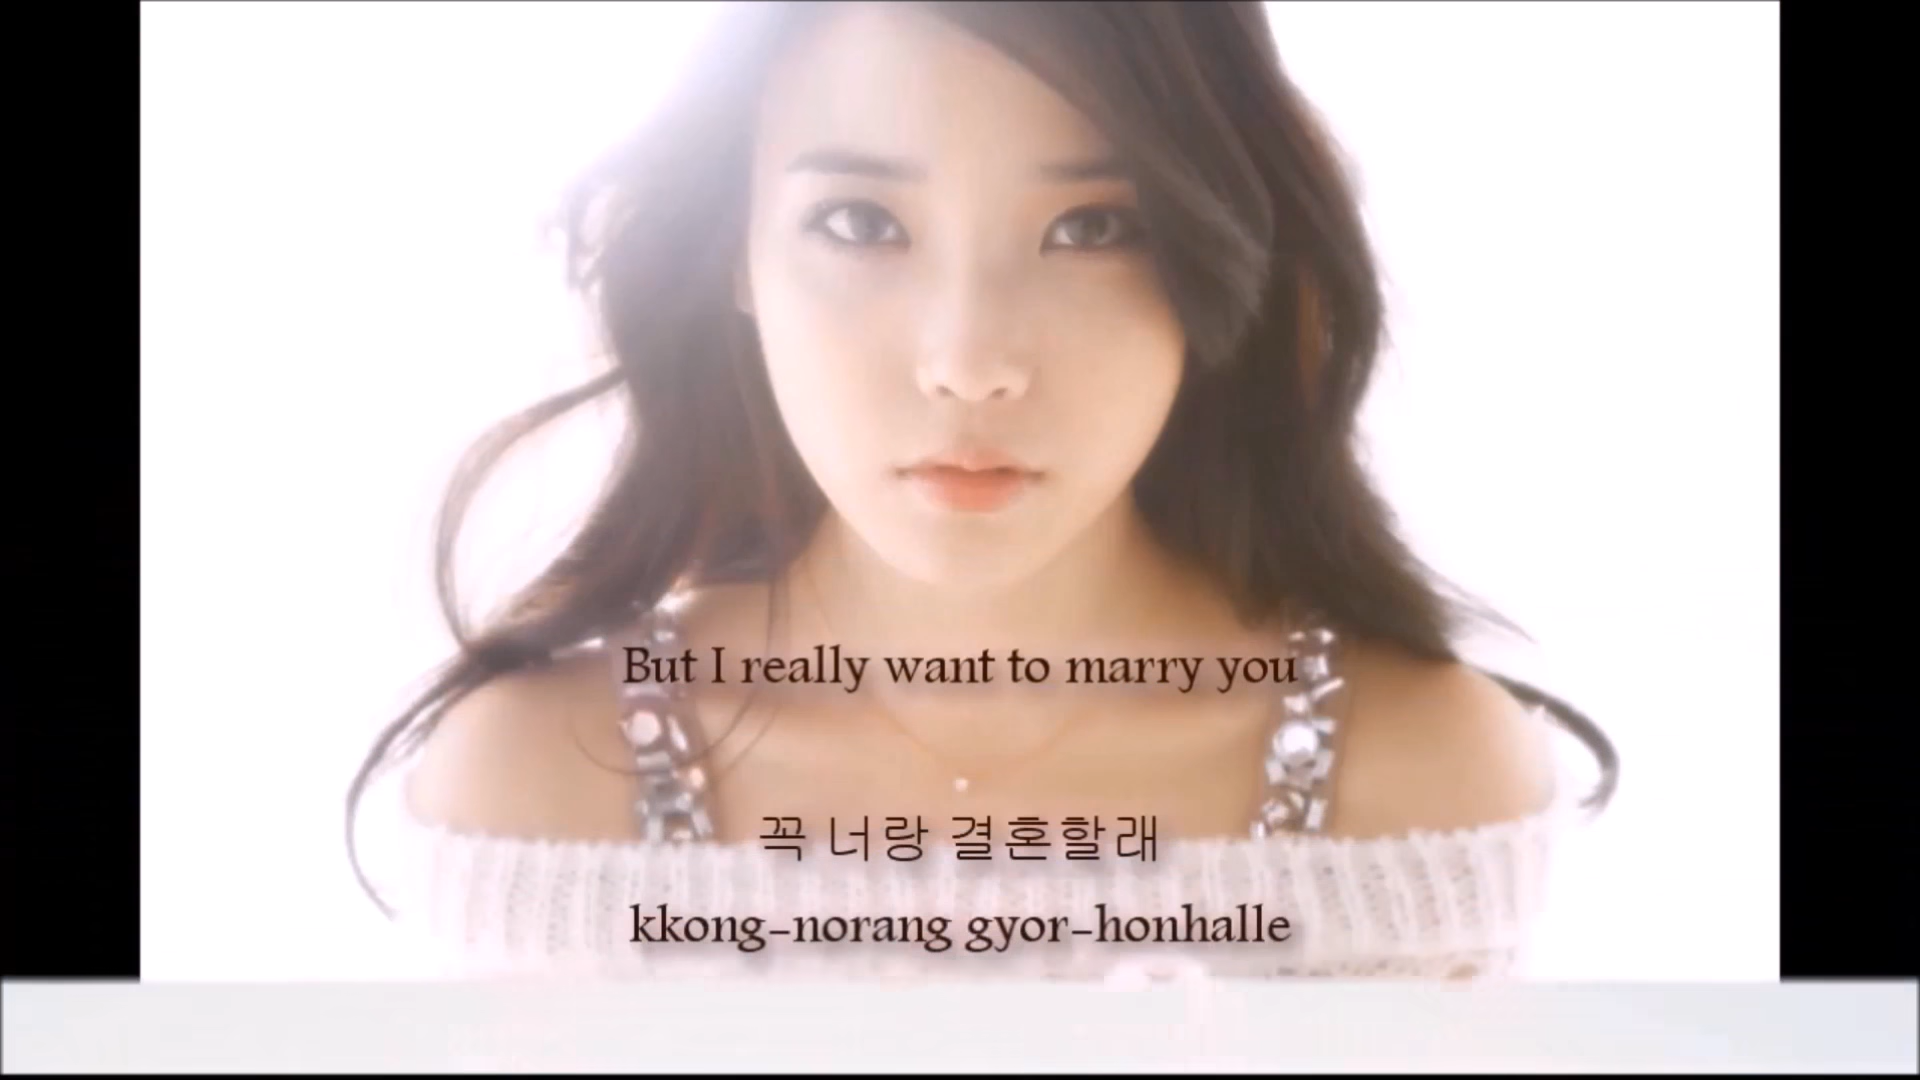 But I really want to marry you
꼭 너랑 결혼할래
kkong-norang gyor-honhalle